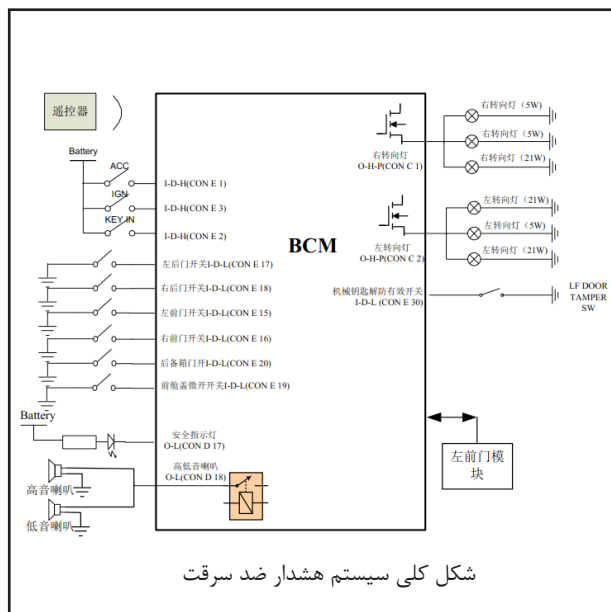 遥控器
Battery
ACC
I-D-H(CON E 1)
IGN
I-D-H(CON E 3)
KEY IN
I-D-H(CON E 2)
左后门开关I-D-L(CON E 17)
右后门开关I-D-L(CON E 18)
左前门开关I-D-L(CON E 15)
右前门开关I-D-L(CON E 16)
后备箱门开I-D-L(CON E 20)
前舱盖微开开关I-D-L(CON E 19)
Battery
安全指示灯
O-L(CON D 17)
高低音喇叭
O-L(CON D 18)
高音喇叭
低音喇叭
BCM
右转向灯
O-H-P(CON C 1)
右转向灯（5W)
右转向灯（5W)
右转向灯（21W)
左转向灯
O-H-P(CON C 2)
左转向灯（21W)
左转向灯（5W)
左转向灯（21W)
机械钥匙解防有效开关
I-D-L (CON E 30)
LF DOOR
TAMPER
SW
左前门模
块
شکل کلی سیستم هشدار ضد سرقت